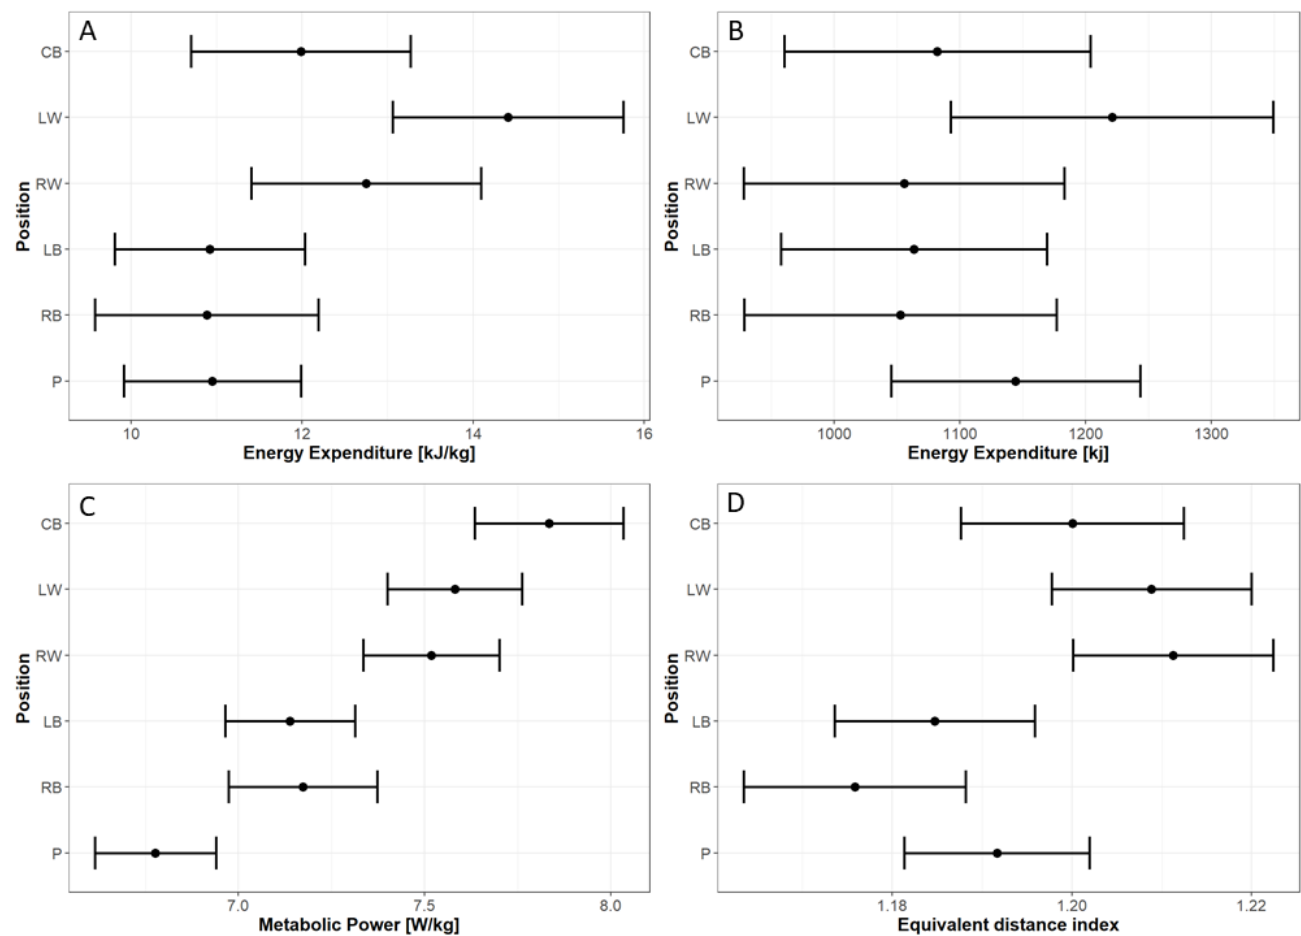 A
CB
LW
RW
LB
RB
P
Position
10 12 14 16
Energy Expenditure [kJ/kg]
B
CB
LW
RW
LB
RB
P
Position
1000 1100 1200 1300
Energy Expenditure [kj]
C
CB
LW
RW
LB
RB
P
Position
7.0 7.5 8.0
Metabolic Power [W/kg]
D
CB
LW
RW
LB
RB
P
Position
1.18 1.20 1.22
Equivalent distance index